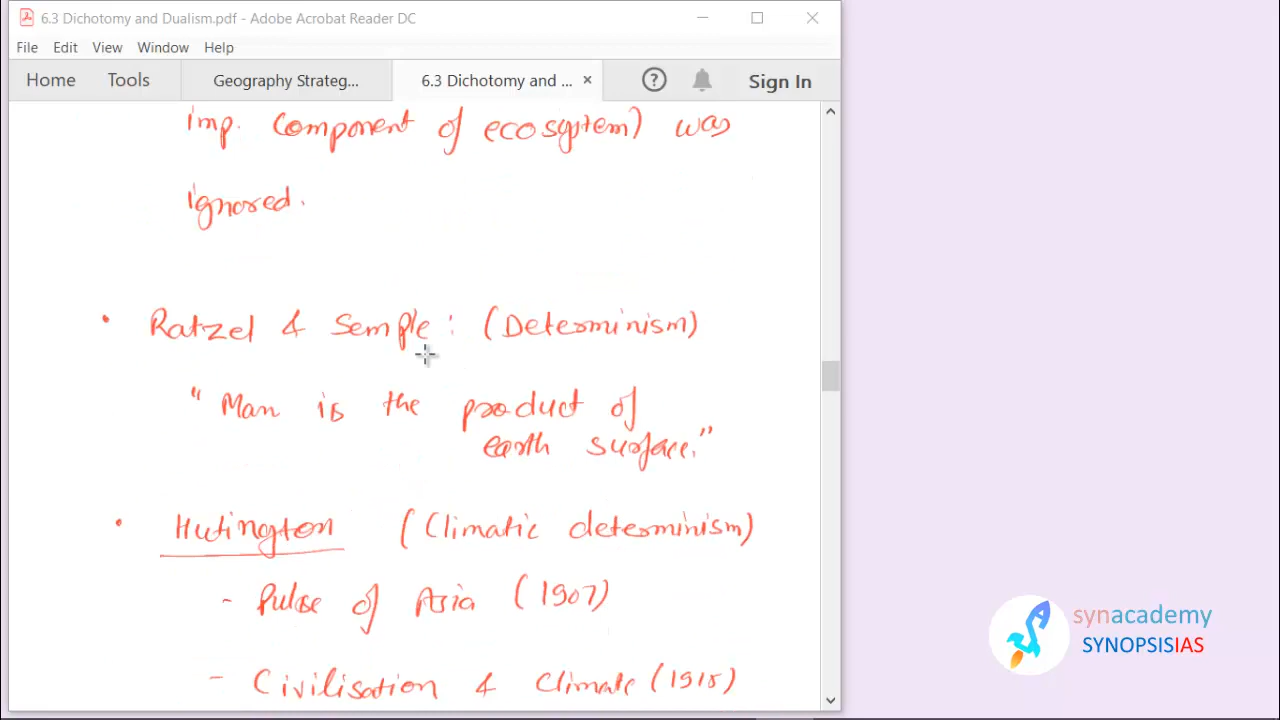 6.3 Dichotomy and Dualism.pdf - Adobe Acrobat Reader DC
File Edit View Window Help
Home Tools Geography Strateg... 6.3 Dichotomy and ... × ? Sign In
imp. component of ecosystem) was
ignored.
• Ratzel & Semple : (Determinism)
"Man is the product of
earth surface."
• Hutington (Climatic determinism)
- Pulse of Asia (1907)
- Civilisation & Climate (1915)
synacademy
SYNOPSISIAS